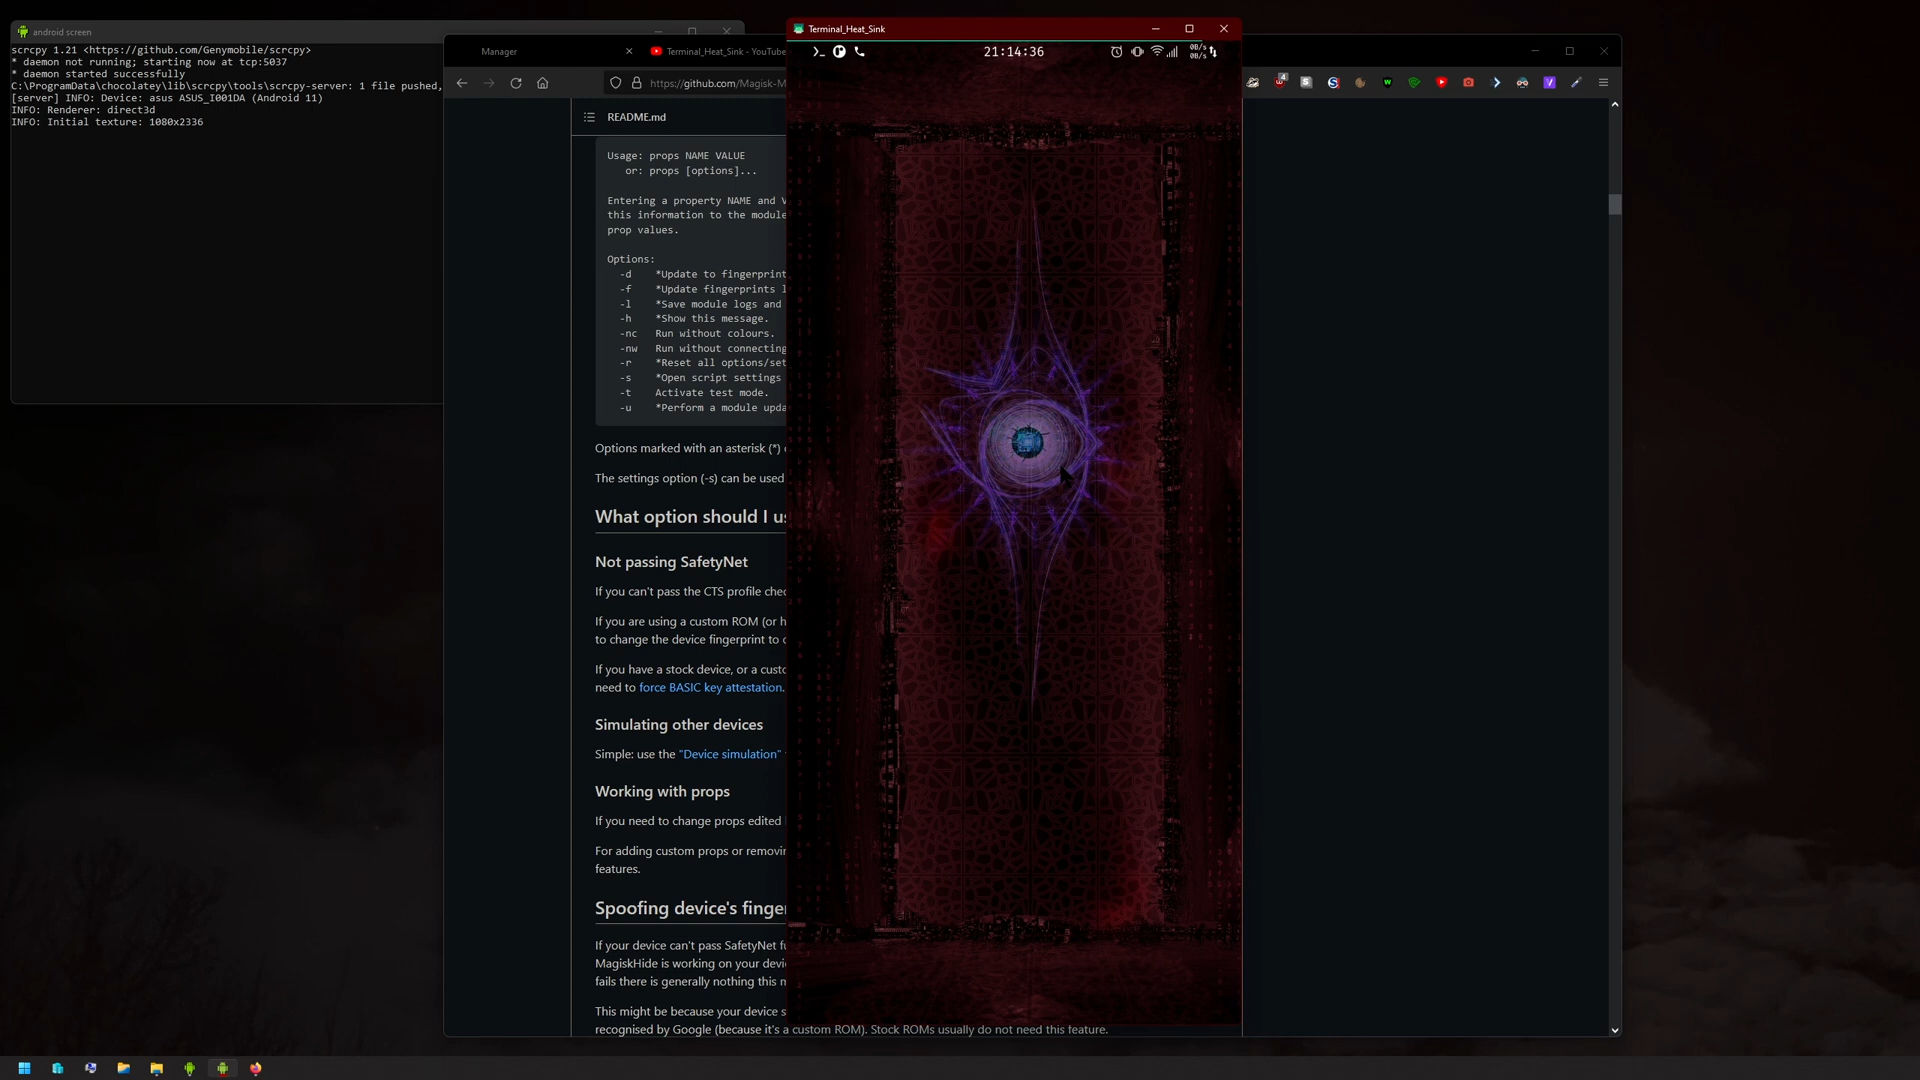 android screen
scrcpy 1.21 <https://github.com/Genymobile/scrcpy>
* daemon not running; starting now at tcp:5037
* daemon started successfully
C:\ProgramData\chocolatey\lib\scrcpy\tools\scrcpy-server: 1 file pushed,
[server] INFO: Device: asus ASUS_I001DA (Android 11)
INFO: Renderer: direct3d
INFO: Initial texture: 1080x2336
Manager
Terminal_Heat_Sink - YouTube
https://github.com/Magisk-M
4
README.md
Usage: props NAME VALUE
or: props [options]...
Entering a property NAME and V
this information to the module
prop values.
Options:
-d *Update to fingerprint
-f *Update fingerprints l
-l *Save module logs and
-h *Show this message.
-nc Run without colours.
-nw Run without connecting
-r *Reset all options/set
-s *Open script settings
-t Activate test mode.
-u *Perform a module upda
Options marked with an asterisk (*)
The settings option (-s) can be used
What option should I us
Not passing SafetyNet
If you can't pass the CTS profile chec
If you are using a custom ROM (or h
to change the device fingerprint to
If you have a stock device, or a custo
need to force BASIC key attestation.
Simulating other devices
Simple: use the "Device simulation"
Working with props
If you need to change props edited
For adding custom props or removin
features.
Spoofing device's finger
If your device can't pass SafetyNet fu
MagiskHide is working on your devi
fails there is generally nothing this m
This might be because your device s
recognised by Google (because it's a custom ROM). Stock ROMs usually do not need this feature.
Terminal_Heat_Sink
21:14:36
0B/s
0B/s